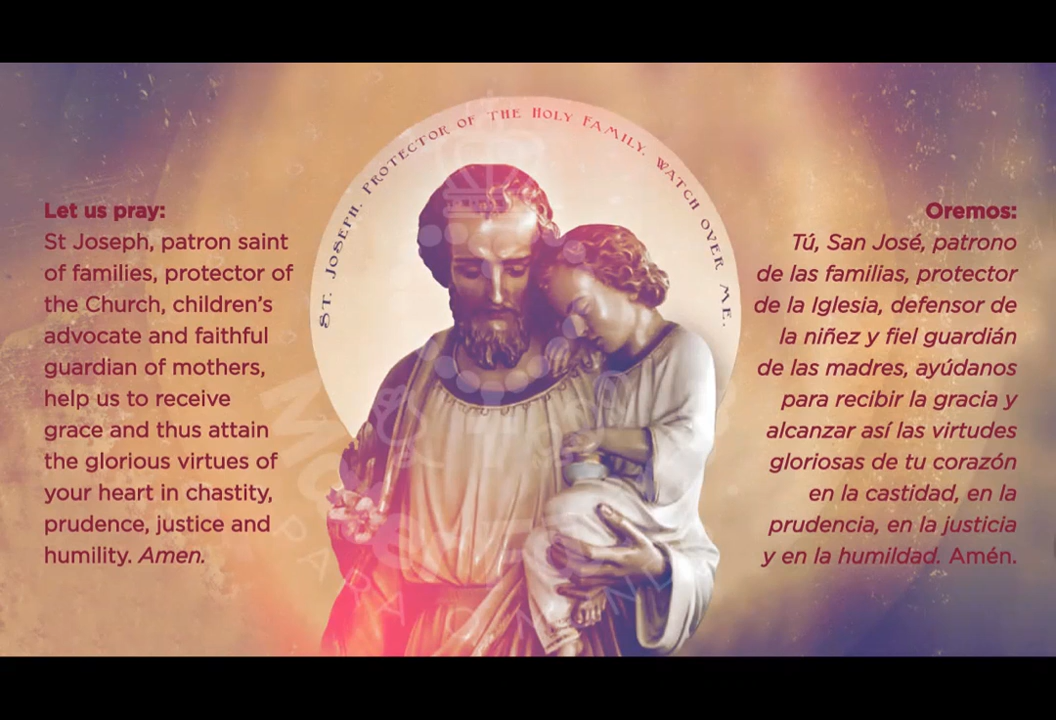 ST. JOSEPH, PROTECTOR OF THE HOLY FAMILY, WATCH OVER ME.
Let us pray:
St Joseph, patron saint
of families, protector of
the Church, children's
advocate and faithful
guardian of mothers,
help us to receive
grace and thus attain
the glorious virtues of
your heart in chastity,
prudence, justice and
humility. Amen.
Oremos:
Tú, San José, patrono
de las familias, protector
de la Iglesia, defensor de
la niñez y fiel guardián
de las madres, ayúdanos
para recibir la gracia y
alcanzar así las virtudes
gloriosas de tu corazón
en la castidad, en la
prudencia, en la justicia
y en la humildad. Amén.